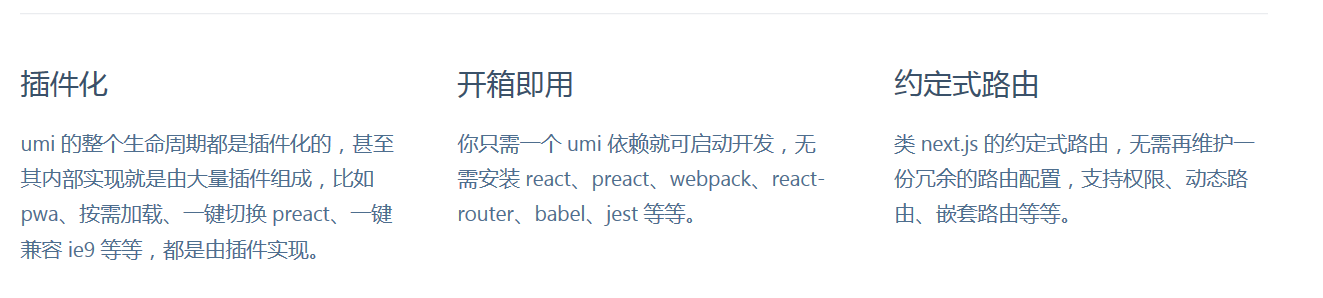 插件化
umi 的整个生命周期都是插件化的，甚至
其内部实现就是由大量插件组成，比如
pwa、按需加载、一键切换 preact、一键
兼容 ie9 等等，都是由插件实现。
开箱即用
你只需一个 umi 依赖就可启动开发，无
需安装 react、preact、webpack、react-
router、babel、jest 等等。
约定式路由
类 next.js 的约定式路由，无需再维护一
份冗余的路由配置，支持权限、动态路
由、嵌套路由等等。